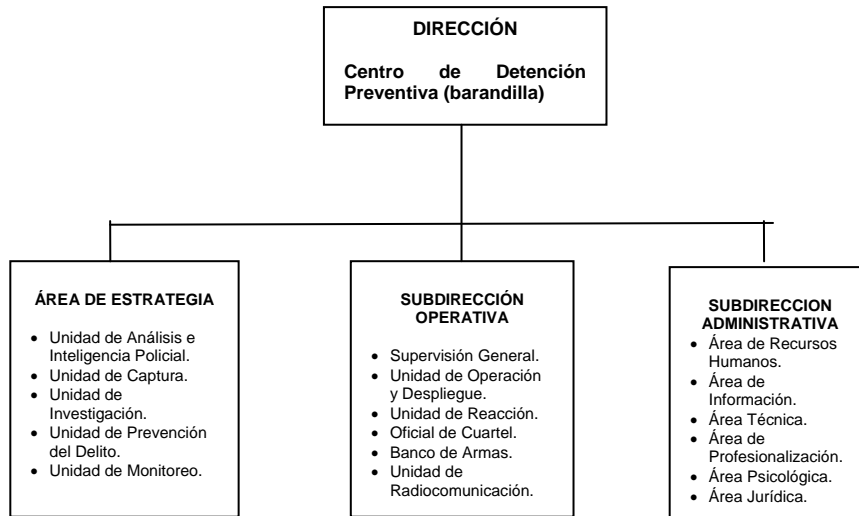 DIRECCIÓN
Centro de Detención
Preventiva (barandilla)
ÁREA DE ESTRATEGIA
• Unidad de Análisis e
Inteligencia Policial.
• Unidad de Captura.
• Unidad de
Investigación.
• Unidad de Prevención
del Delito.
• Unidad de Monitoreo.
SUBDIRECCIÓN
OPERATIVA
• Supervisión General.
• Unidad de Operación
y Despliegue.
• Unidad de Reacción.
• Oficial de Cuartel.
• Banco de Armas.
• Unidad de
Radiocomunicación.
SUBDIRECCION
ADMINISTRATIVA
• Área de Recursos
Humanos.
• Área de
Información.
• Área Técnica.
• Área de
Profesionalización.
• Área Psicológica.
• Área Jurídica.